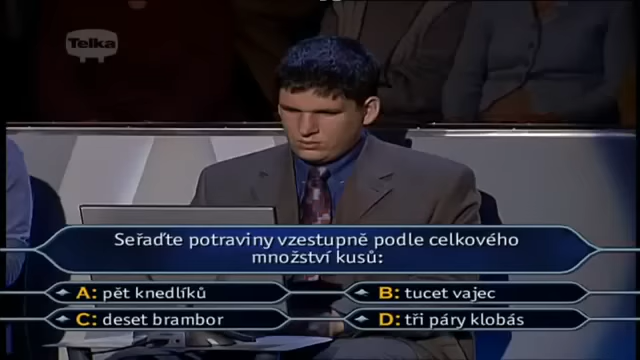 Telka
Seřaďte potraviny vzestupně podle celkového
množství kusů:
A: pět knedlíků
B: tucet vajec
C: deset brambor
D: tři páry klobás